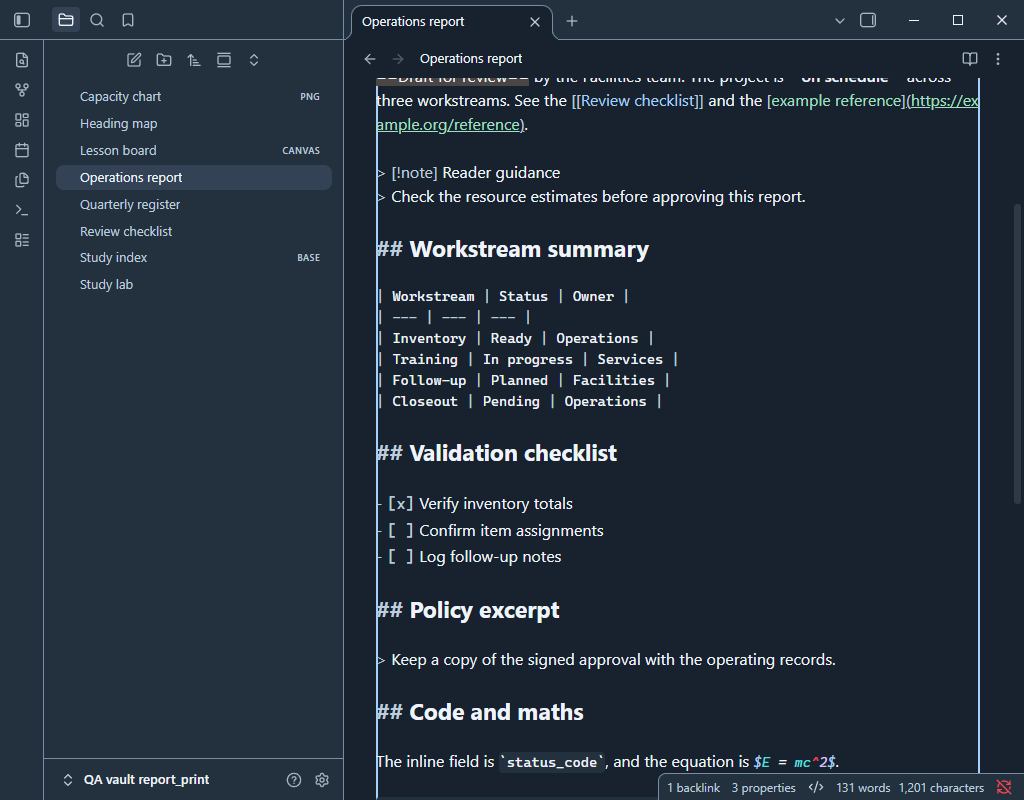 Operations report
Operations report
Capacity chart PNG
Heading map
Lesson board CANVAS
Operations report
Quarterly register
Review checklist
Study index BASE
Study lab
QA vault report_print
==Draft for review== by the Facilities team. The project is **on schedule** across
three workstreams. See the [[Review checklist]] and the [example reference](https://ex
ample.org/reference).
> [!note] Reader guidance
> Check the resource estimates before approving this report.
## Workstream summary
| Workstream | Status | Owner |
| --- | --- | --- |
| Inventory | Ready | Operations |
| Training | In progress | Services |
| Follow-up | Planned | Facilities |
| Closeout | Pending | Operations |
## Validation checklist
- [x] Verify inventory totals
- [ ] Confirm item assignments
- [ ] Log follow-up notes
## Policy excerpt
> Keep a copy of the signed approval with the operating records.
## Code and maths
The inline field is `status_code`, and the equation is $E = mc^2$.
1 backlink 3 properties 131 words 1,201 characters